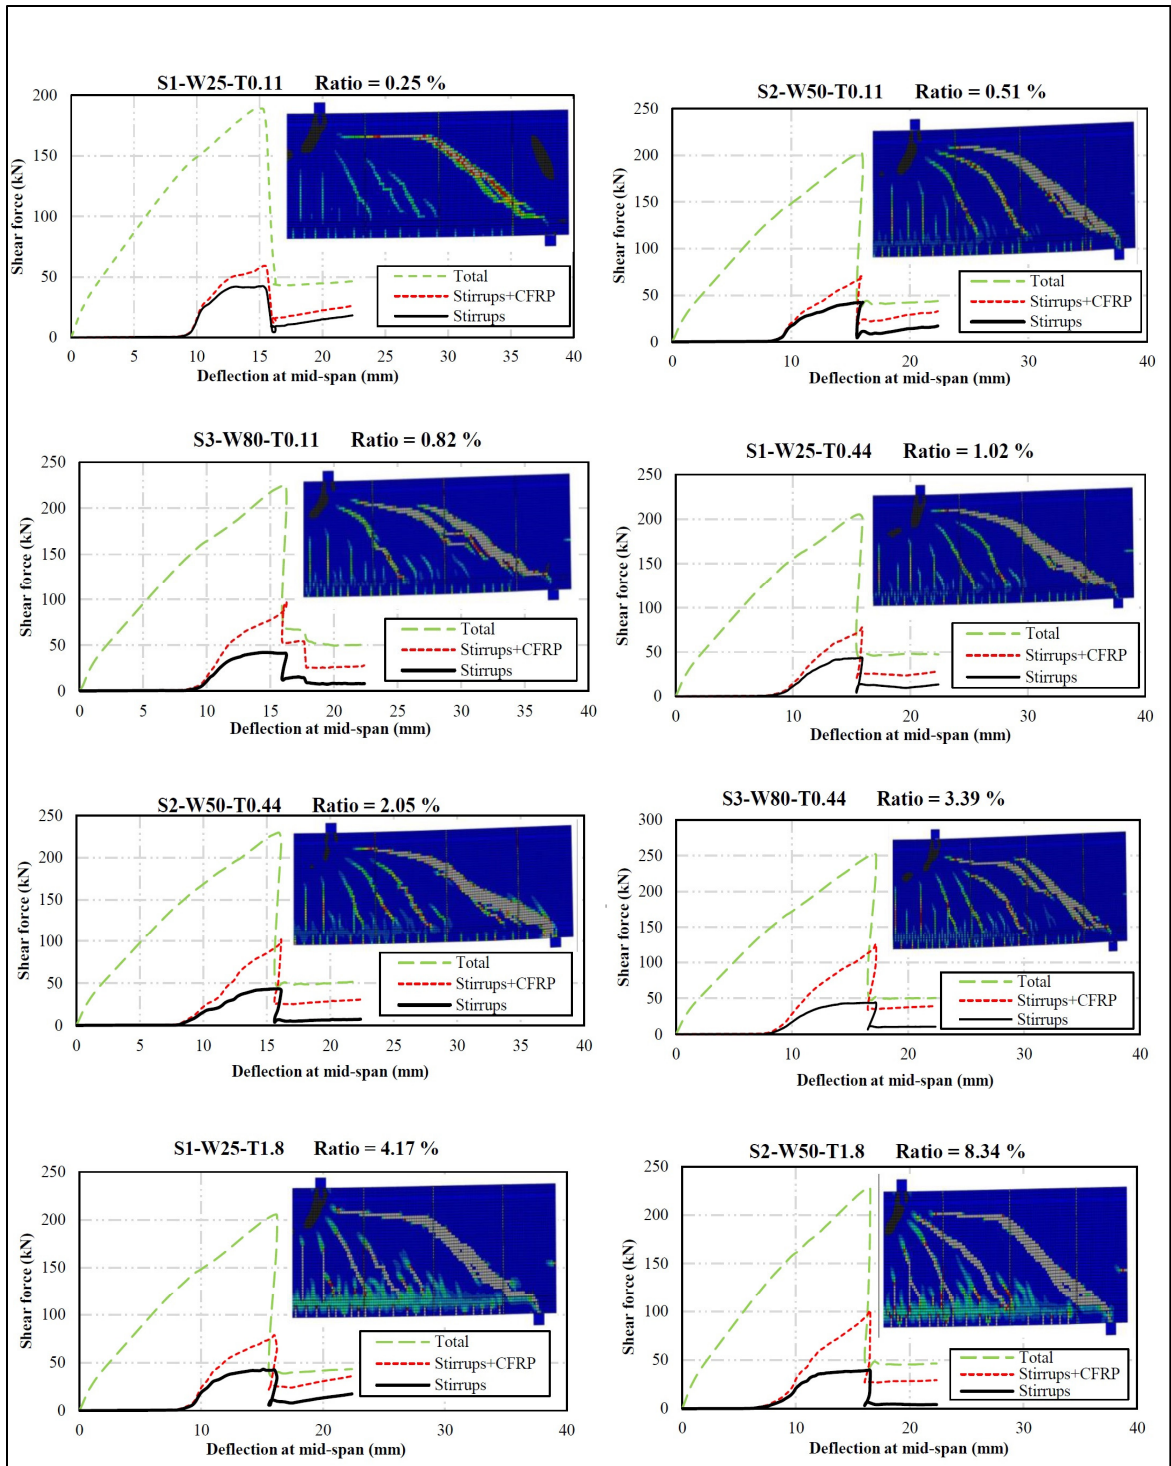 S1-W25-T0.11 Ratio = 0.25 %
200
150
100
50
0
Shear force (kN)
Total
Stirrups+CFRP
Stirrups
0 5 10 15 20 25 30 35 40
Deflection at mid-span (mm)
S2-W50-T0.11 Ratio = 0.51 %
250
200
150
100
50
0
Shear force (kN)
Total
Stirrups+CFRP
Stirrups
0 10 20 30 40
Deflection at mid-span (mm)
S3-W80-T0.11 Ratio = 0.82 %
250
200
150
100
50
0
Shear force (kN)
Total
Stirrups+CFRP
Stirrups
0 5 10 15 20 25 30 35 40
Deflection at mid-span (mm)
S1-W25-T0.44 Ratio = 1.02 %
250
200
150
100
50
0
Shear force (kN)
Total
Stirrups+CFRP
Stirrups
0 10 20 30 40
Deflection at mid-span (mm)
S2-W50-T0.44 Ratio = 2.05 %
250
200
150
100
50
0
Shear force (kN)
Total
Stirrups+CFRP
Stirrups
0 5 10 15 20 25 30 35 40
Deflection at mid-span (mm)
S3-W80-T0.44 Ratio = 3.39 %
300
250
200
150
100
50
0
Shear force (kN)
Total
Stirrups+CFRP
Stirrups
0 10 20 30 40
Deflection at mid-span (mm)
S1-W25-T1.8 Ratio = 4.17 %
250
200
150
100
50
0
Shear force (kN)
Total
Stirrups+CFRP
Stirrups
0 10 20 30 40
Deflection at mid-span (mm)
S2-W50-T1.8 Ratio = 8.34 %
250
200
150
100
50
0
Shear force (kN)
Total
Stirrups+CFRP
Stirrups
0 10 20 30 40
Deflection at mid-span (mm)